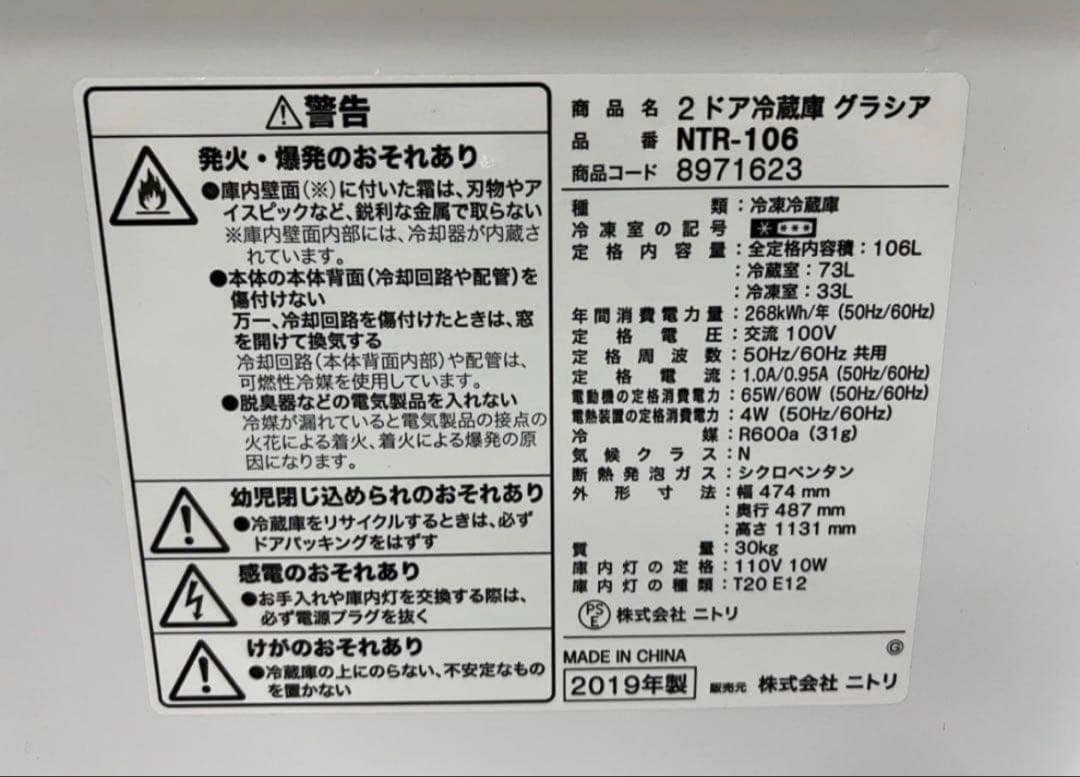 ⚠警告
発火・爆発のおそれあり
●庫内壁面(※)に付いた霜は、刃物やア
イスピックなど、鋭利な金属で取らない
※庫内壁面内部には、冷却器が内蔵さ
れています。
●本体の本体背面(冷却回路や配管)を
傷付けない
万一、冷却回路を傷付けたときは、窓
を開けて換気する
冷却回路(本体背面内部)や配管は、
可燃性冷媒を使用しています。
●脱臭器などの電気製品を入れない
冷媒が漏れていると電気製品の接点の
火花による着火、着火による爆発の原
因になります。
幼児閉じ込められのおそれあり
●冷蔵庫をリサイクルするときは、必ず
ドアパッキングをはずす
感電のおそれあり
●お手入れや庫内灯を交換する際は、
必ず電源プラグを抜く
けがのおそれあり
●冷蔵庫の上にのらない、不安定なもの
を置かない
商品名 2ドア冷蔵庫 グラシア
品番 NTR-106
商品コード 8971623
種類:冷凍冷蔵庫
冷凍室の記号 * ***
定格内容量:全定格内容積:106L
:冷蔵室:73L
:冷凍室:33L
年間消費電力量:268kWh/年 (50Hz/60Hz)
定格電圧:交流 100V
定格周波数:50Hz/60Hz 共用
定格電流:1.0A/0.95A (50Hz/60Hz)
電動機の定格消費電力:65W/60W (50Hz/60Hz)
電熱装置の定格消費電力:4W (50Hz/60Hz)
冷媒:R600a (31g)
気候クラス:N
断熱発泡ガス:シクロペンタン
外形寸法:幅 474 mm
:奥行 487 mm
:高さ 1131 mm
質量:30kg
庫内灯の定格:110V 10W
庫内灯の種類:T20 E12
PSE 株式会社 ニトリ
MADE IN CHINA
G
2019年製 販売元 株式会社 ニトリ